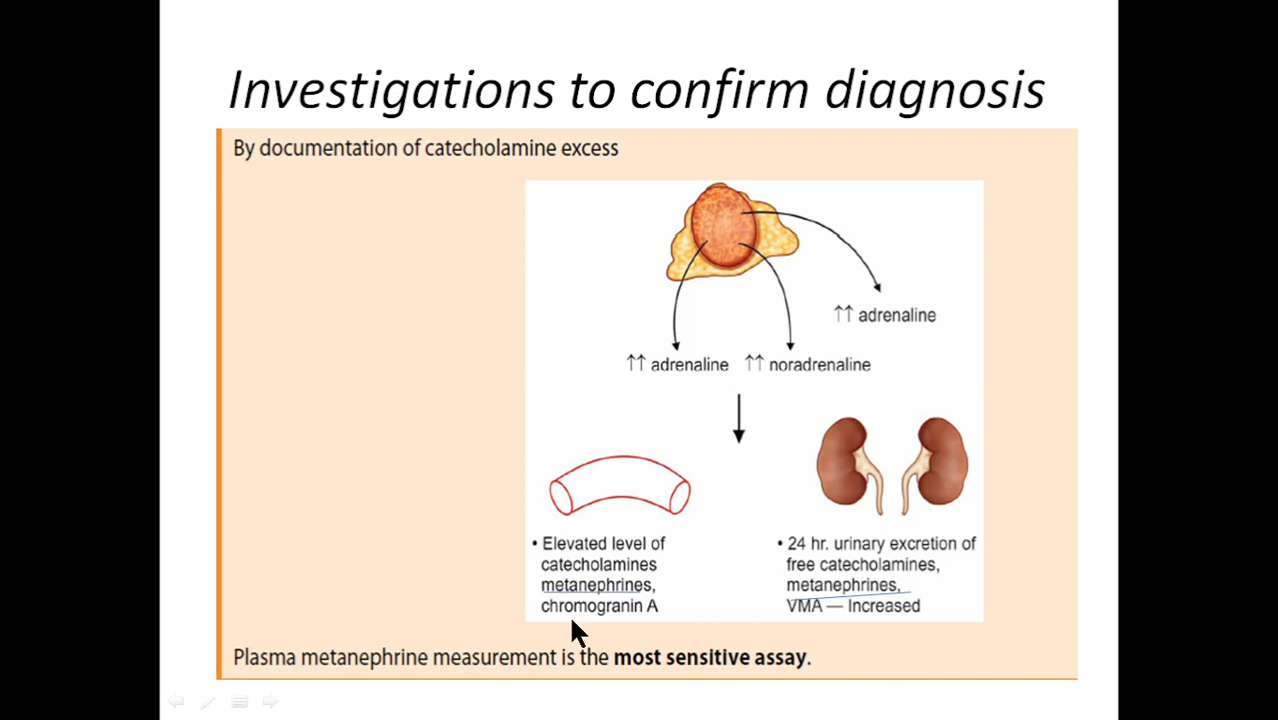 Investigations to confirm diagnosis
By documentation of catecholamine excess
↑↑ adrenaline
↑↑ adrenaline ↑↑ noradrenaline
• Elevated level of
catecholamines
metanephrines,
chromogranin A
• 24 hr. urinary excretion of
free catecholamines,
metanephrines,
VMA — Increased
Plasma metanephrine measurement is the most sensitive assay.